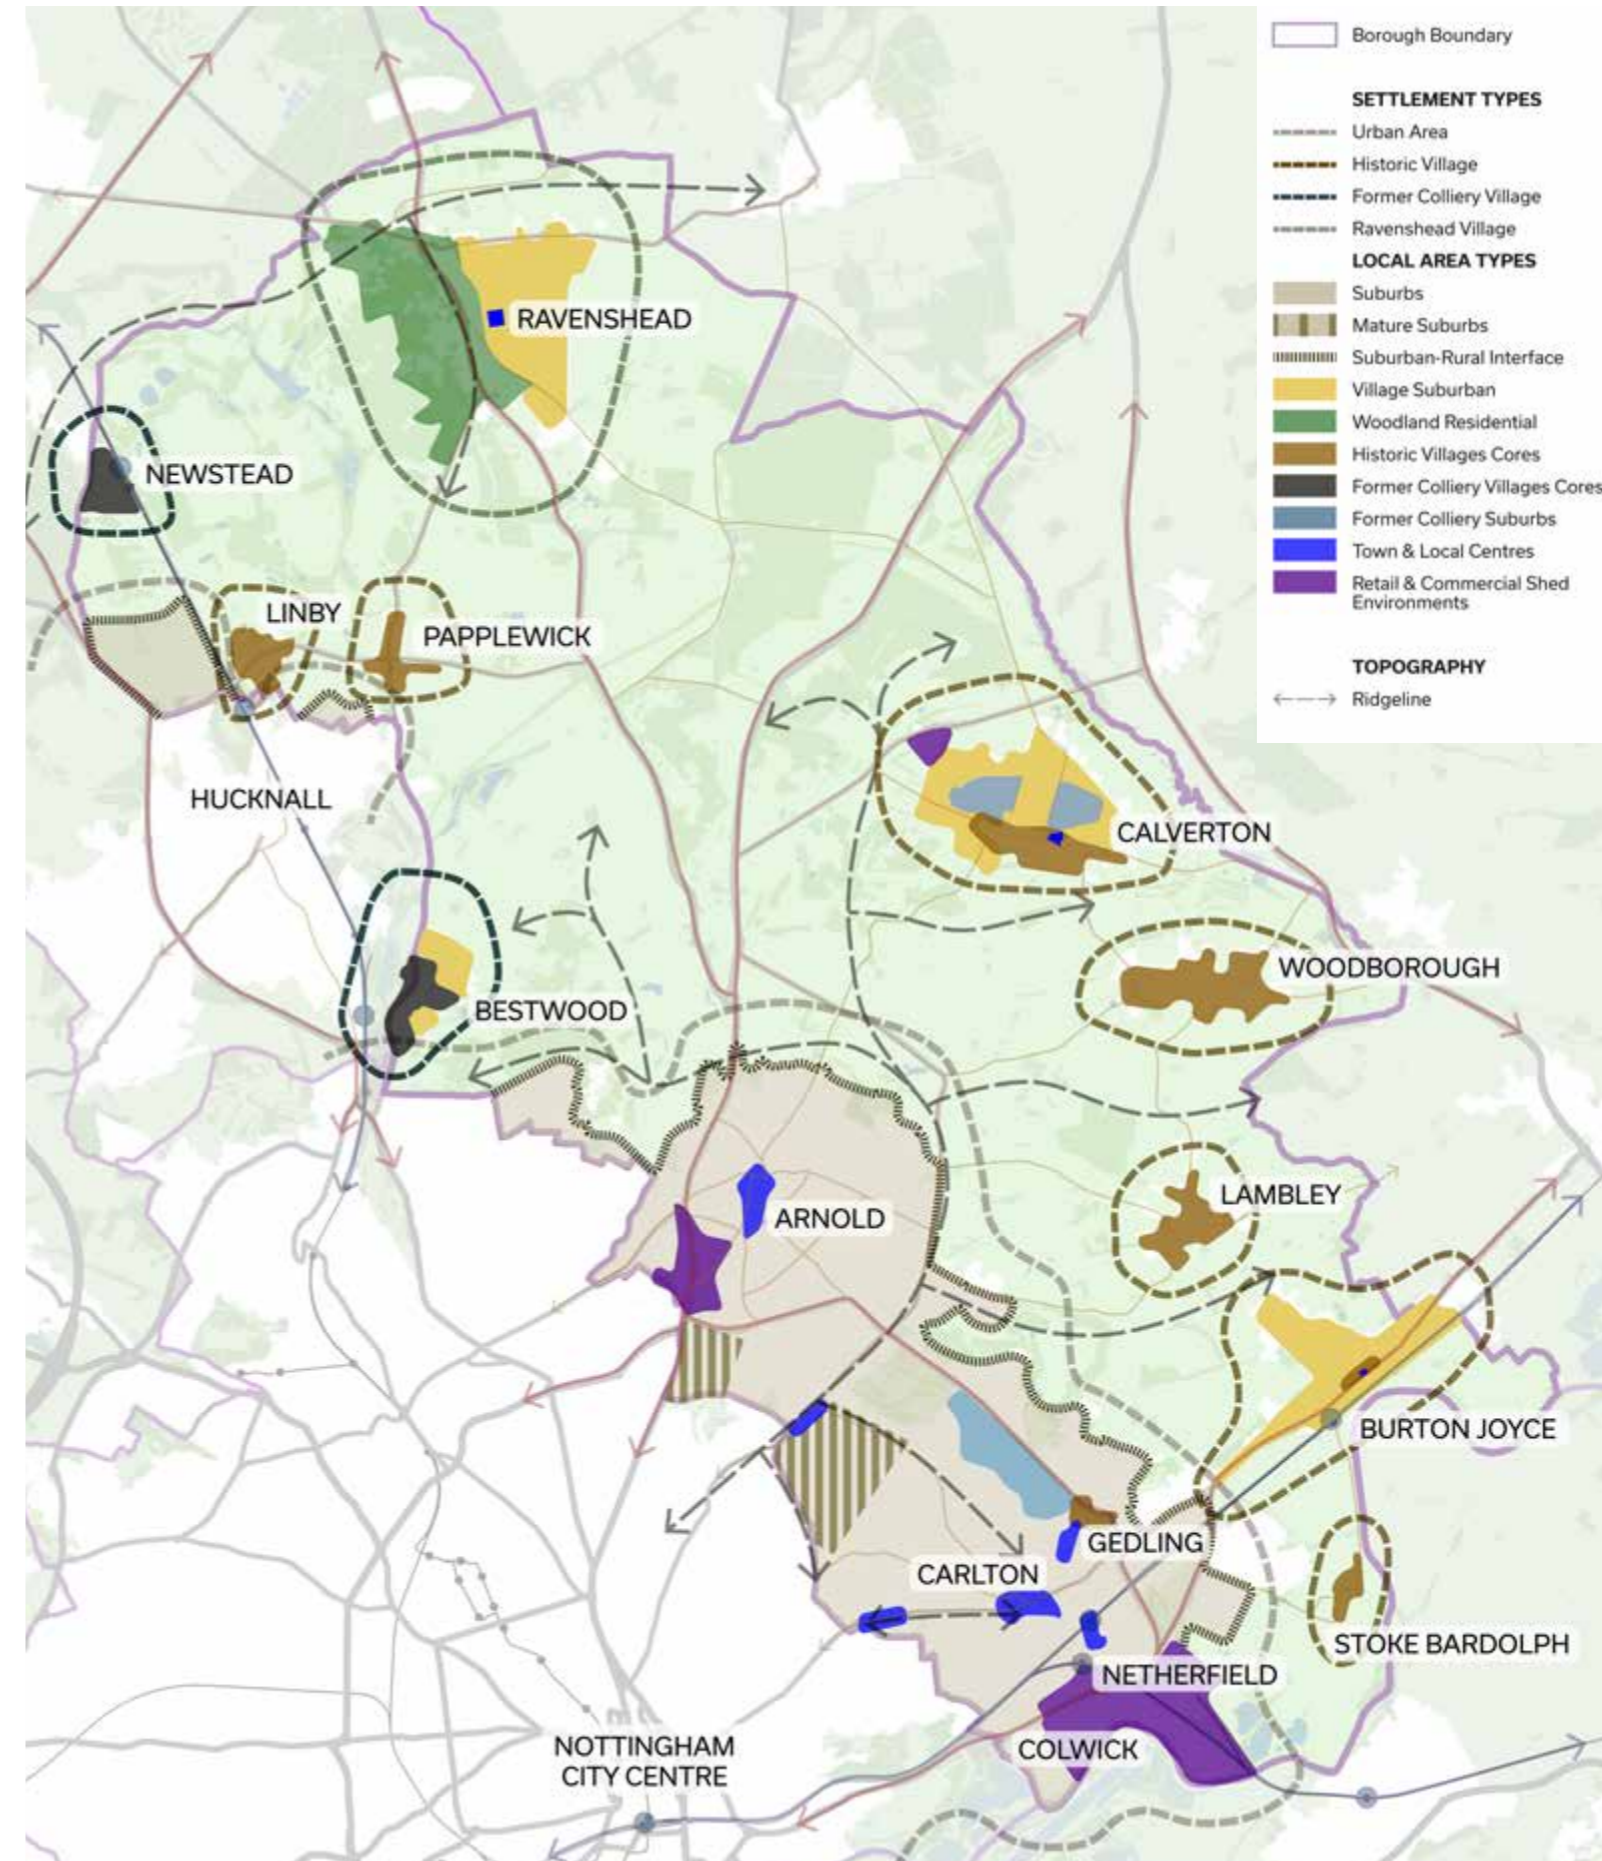 Borough Boundary
SETTLEMENT TYPES
Urban Area
Historic Village
Former Colliery Village
Ravenshead Village
LOCAL AREA TYPES
Suburbs
Mature Suburbs
Suburban-Rural Interface
Village Suburban
Woodland Residential
Historic Villages Cores
Former Colliery Villages Cores
Former Colliery Suburbs
Town & Local Centres
Retail & Commercial Shed
Environments
TOPOGRAPHY
Ridgeline
RAVENSHEAD
NEWSTEAD
LINBY
PAPPLEWICK
HUCKNALL
CALVERTON
WOODBOROUGH
BESTWOOD
LAMBLEY
ARNOLD
BURTON JOYCE
GEDLING
CARLTON
STOKE BARDOLPH
NETHERFIELD
COLWICK
NOTTINGHAM
CITY CENTRE